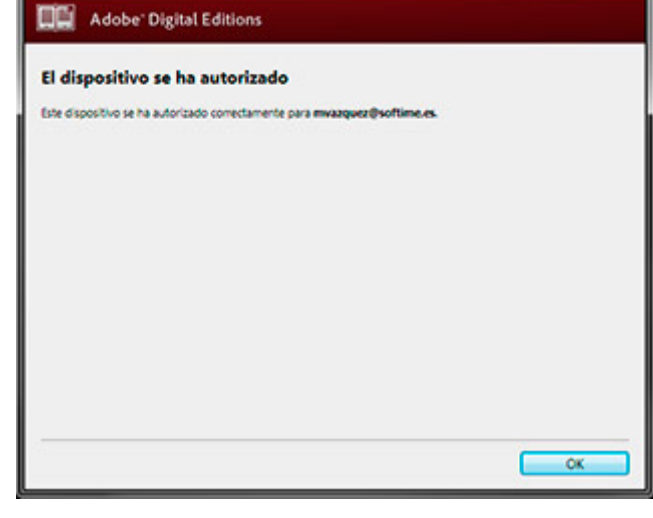 Adobe® Digital Editions
El dispositivo se ha autorizado
Este dispositivo se ha autorizado correctamente para mvazquez@softime.es.
OK